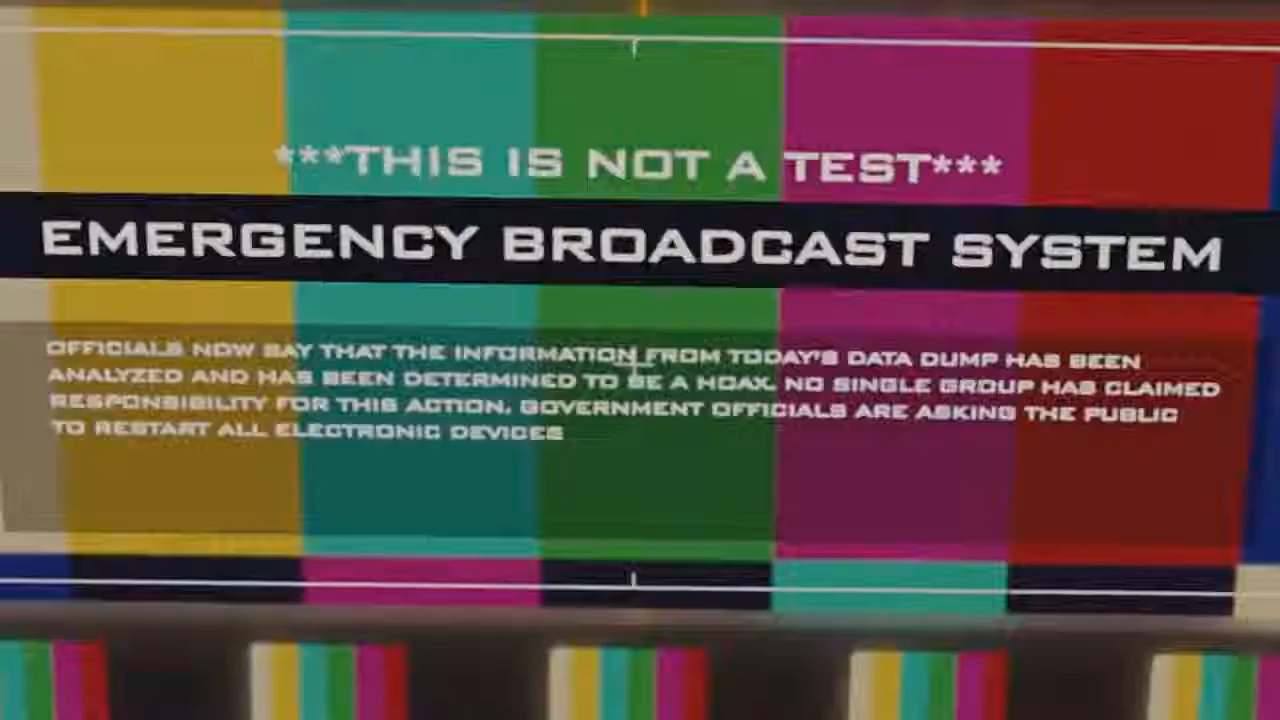 ***THIS IS NOT A TEST***
EMERGENCY BROADCAST SYSTEM
OFFICIALS NOW SAY THAT THE INFORMATION FROM TODAY'S DATA DUMP HAS BEEN
ANALYZED AND HAS BEEN DETERMINED TO BE A HOAX. NO SINGLE GROUP HAS CLAIMED
RESPONSIBILITY FOR THIS ACTION. GOVERNMENT OFFICIALS ARE ASKING THE PUBLIC
TO RESTART ALL ELECTRONIC DEVICES